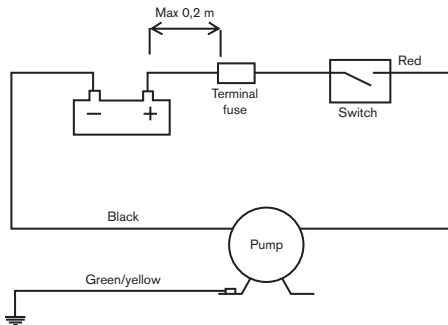 Max 0,2 m
Red
Terminal
fuse
Switch
− +
Black
Pump
Green/yellow